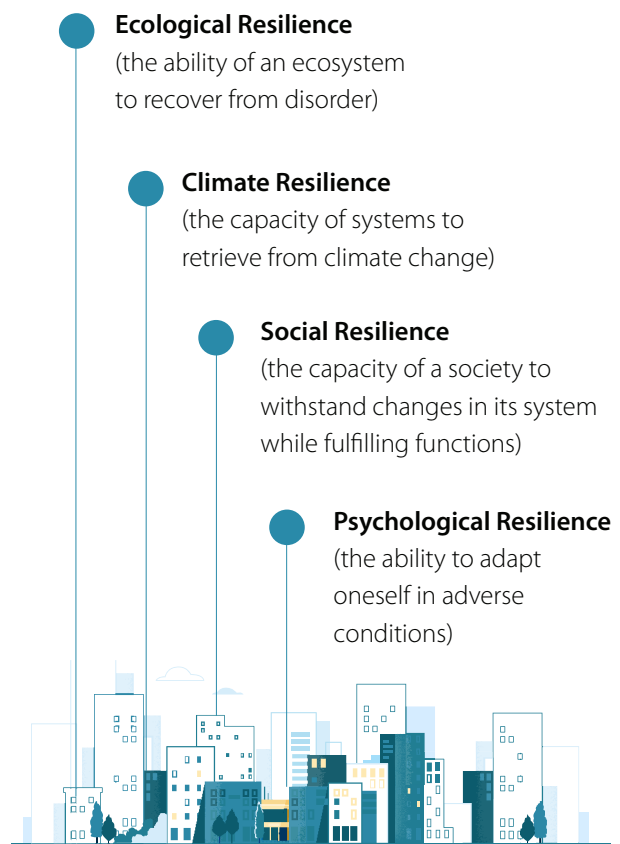 Ecological Resilience
(the ability of an ecosystem
to recover from disorder)
Climate Resilience
(the capacity of systems to
retrieve from climate change)
Social Resilience
(the capacity of a society to
withstand changes in its system
while fulfilling functions)
Psychological Resilience
(the ability to adapt
oneself in adverse
conditions)